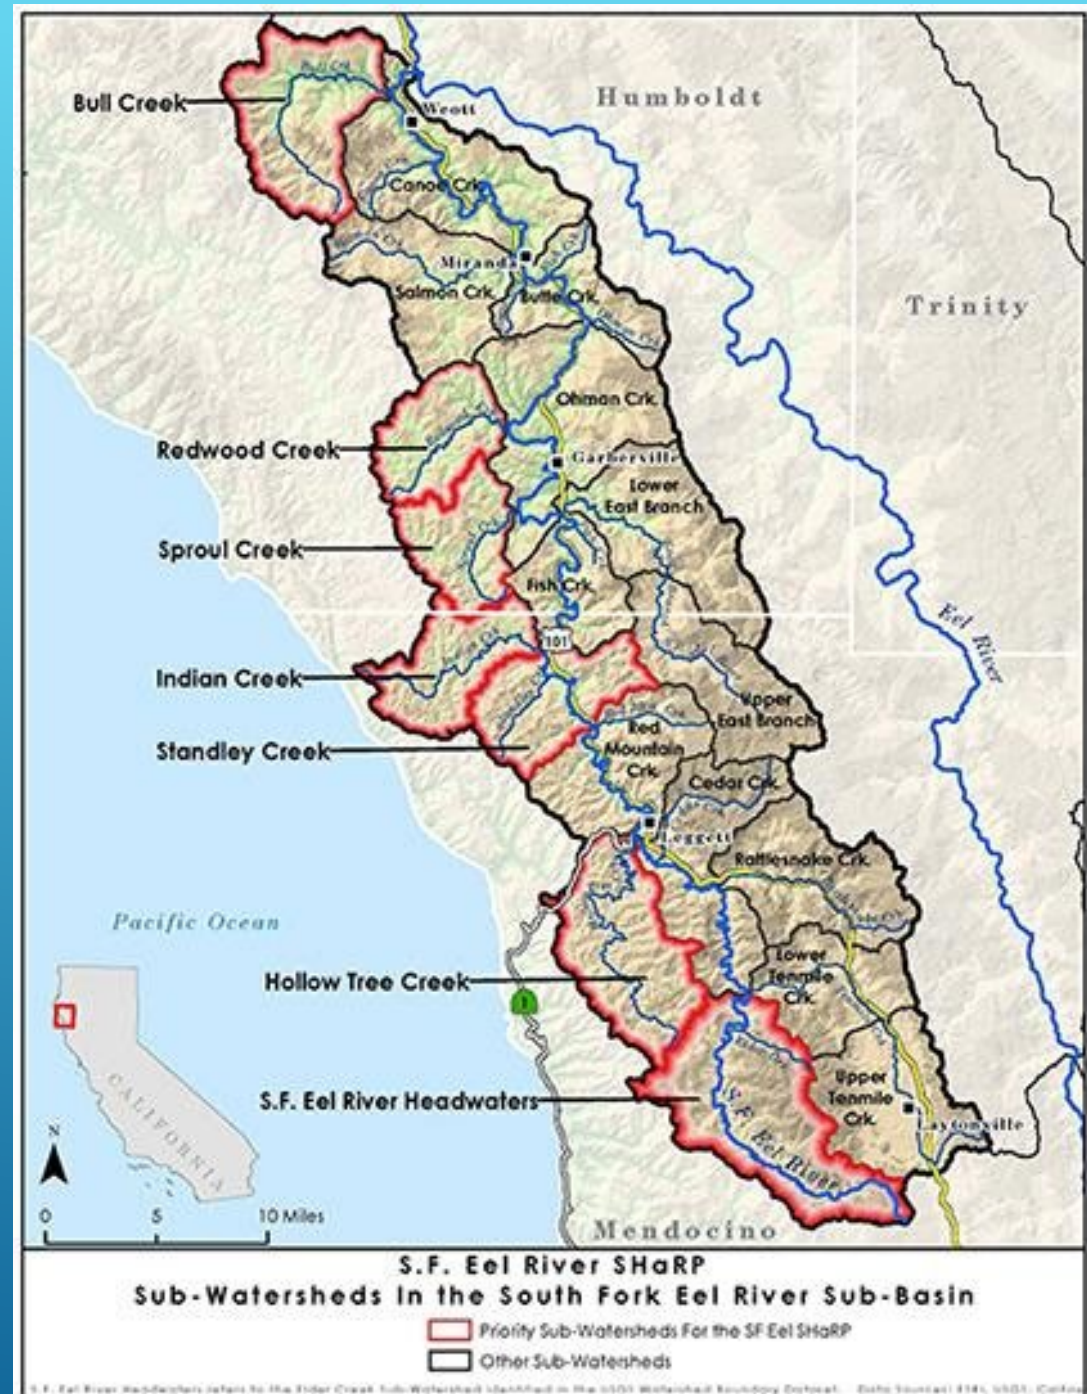 Humboldt
Bull Creek
Weott
Canoe Crk.
Miranda
Salmon Crk.
Butte Crk.
Trinity
Ohman Crk.
Redwood Creek
Garberville
Lower
East Branch
Sproul Creek
Fish Crk.
Eel River
101
Indian Creek
Upper
East Branch
Red
Mountain
Crk.
Standley Creek
Cedar Crk.
Leggett
Rattlesnake Crk.
Pacific Ocean
Lower
Tenmile
Crk.
Hollow Tree Creek
1
Upper
Tenmile
Crk.
S.F. Eel River Headwaters
S.F. Eel River
Laytonville
CALIFORNIA
N
0 5 10 Miles
Mendocino
S.F. Eel River SHaRP
Sub-Watersheds In the South Fork Eel River Sub-Basin
Priority Sub-Watersheds For the SF Eel SHaRP
Other Sub-Watersheds